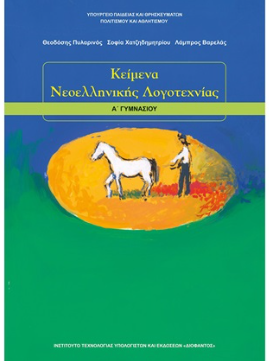 ΥΠΟΥΡΓΕΙΟ ΠΑΙΔΕΙΑΣ ΚΑΙ ΘΡΗΣΚΕΥΜΑΤΩΝ
ΠΟΛΙΤΙΣΜΟΥ ΚΑΙ ΑΘΛΗΤΙΣΜΟΥ
Θεοδόσης Πυλαρινός Σοφία Χατζηδημητρίου Λάμπρος Βαρελάς
Κείμενα
Νεοελληνικής Λογοτεχνίας
Α΄ ΓΥΜΝΑΣΙΟΥ
ΙΝΣΤΙΤΟΥΤΟ ΤΕΧΝΟΛΟΓΙΑΣ ΥΠΟΛΟΓΙΣΤΩΝ ΚΑΙ ΕΚΔΟΣΕΩΝ «ΔΙΟΦΑΝΤΟΣ»